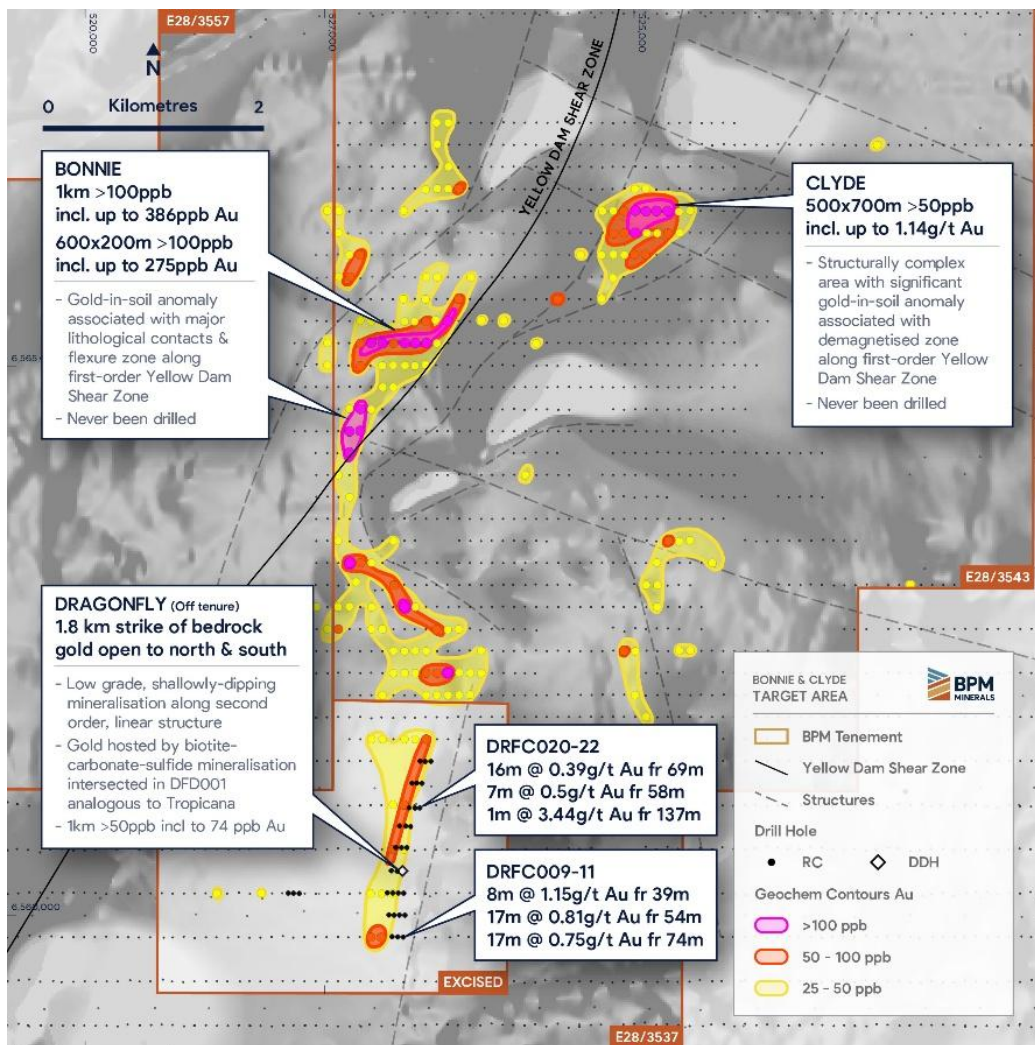 E28/3557
520,000
527,000
525,000
N
0 Kilometres 2
YELLOW DAM SHEAR ZONE
BONNIE
1km >100ppb
incl. up to 386ppb Au
600x200m >100ppb
incl. up to 275ppb Au
- Gold-in-soil anomaly
associated with major
lithological contacts &
flexure zone along
first-order Yellow Dam
Shear Zone
- Never been drilled
CLYDE
500x700m >50ppb
incl. up to 1.14g/t Au
- Structurally complex
area with significant
gold-in-soil anomaly
associated with
demagnetised zone
along first-order Yellow
Dam Shear Zone
- Never been drilled
6,565
E28/3543
DRAGONFLY (Off tenure)
1.8 km strike of bedrock
gold open to north & south
- Low grade, shallowly-dipping
mineralisation along second
order, linear structure
- Gold hosted by biotite-
carbonate-sulfide mineralisation
intersected in DFD001
analogous to Tropicana
- 1km >50ppb incl to 74 ppb Au
DRFC020-22
16m @ 0.39g/t Au fr 69m
7m @ 0.5g/t Au fr 58m
1m @ 3.44g/t Au fr 137m
DRFC009-11
8m @ 1.15g/t Au fr 39m
17m @ 0.81g/t Au fr 54m
17m @ 0.75g/t Au fr 74m
6,560,000
EXCISED
E28/3537
BONNIE & CLYDE
TARGET AREA
BPM
MINERALS
BPM Tenement
Yellow Dam Shear Zone
Structures
Drill Hole
RC
DDH
Geochem Contours Au
>100 ppb
50 - 100 ppb
25 - 50 ppb